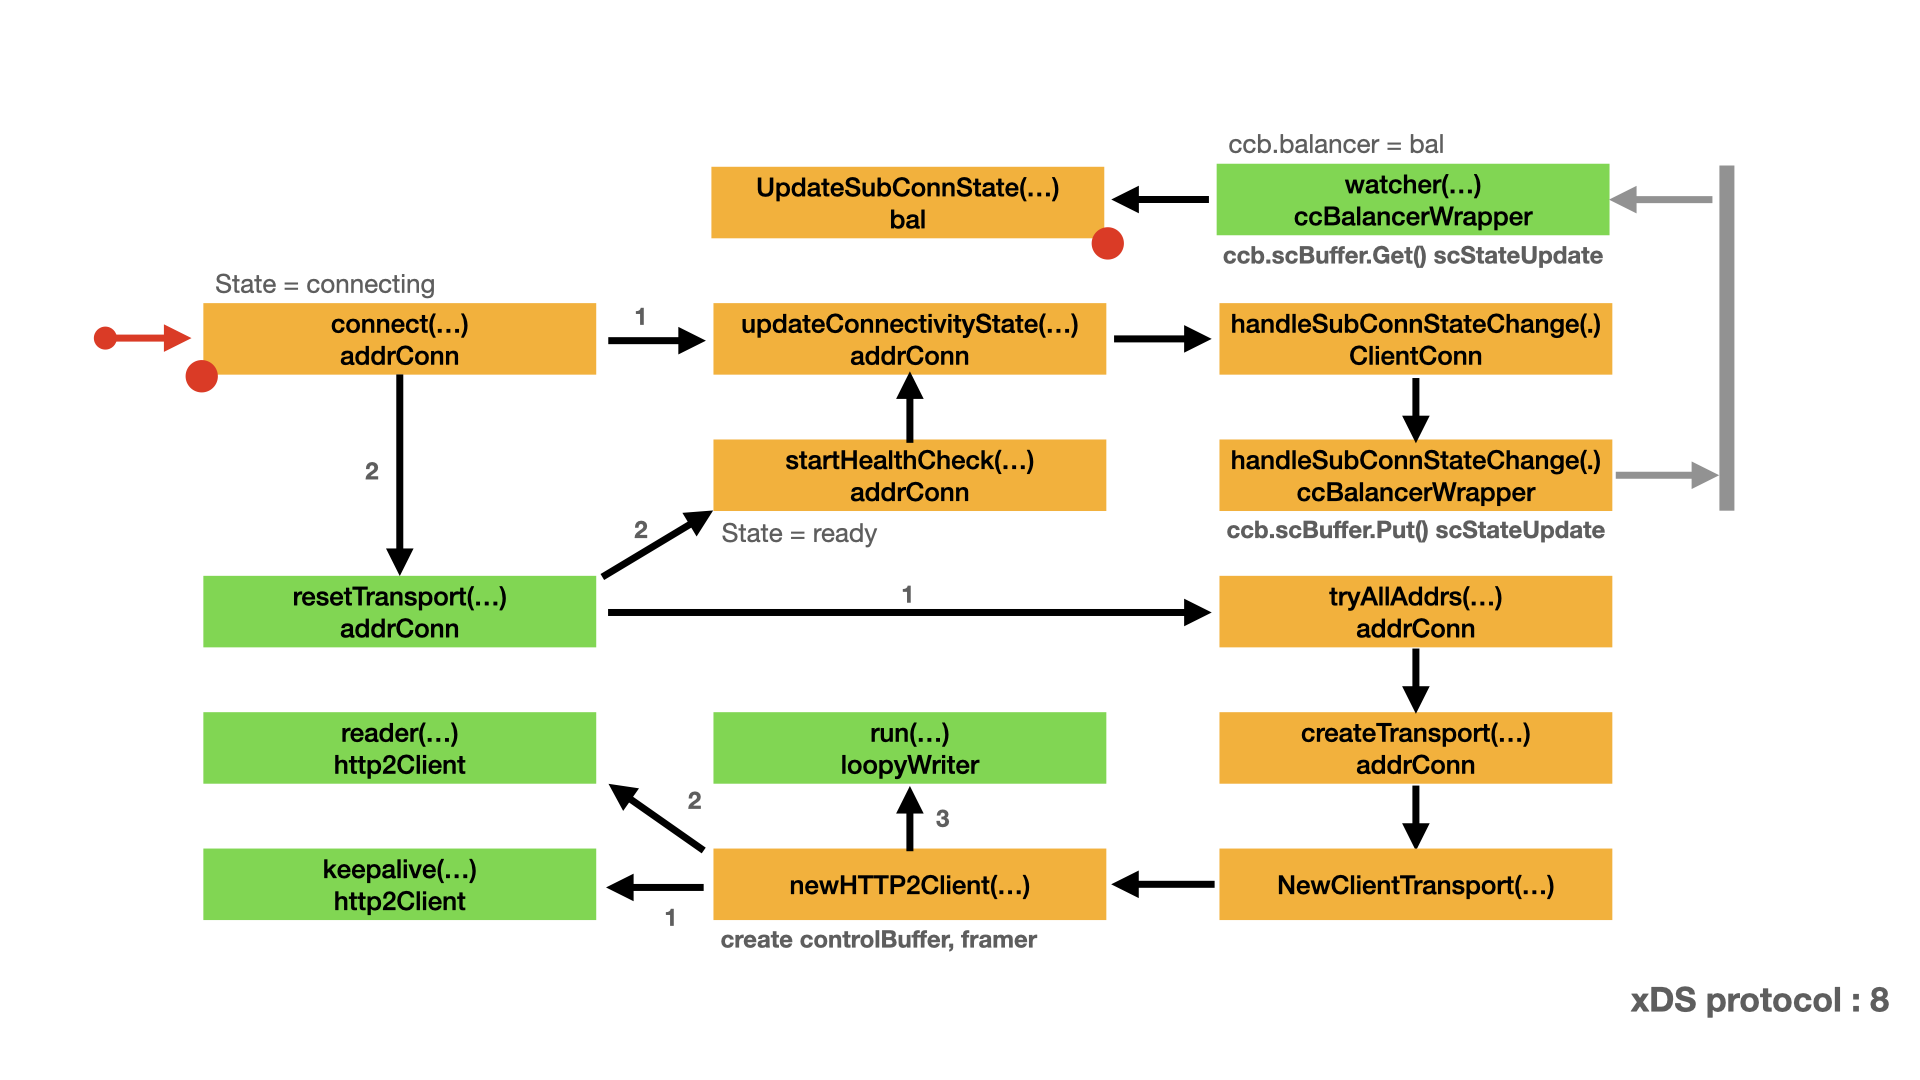 ccb.balancer = bal
UpdateSubConnState(...)
bal
watcher(...)
ccBalancerWrapper
ccb.scBuffer.Get() scStateUpdate
State = connecting
connect(...)
addrConn
1
updateConnectivityState(...)
addrConn
handleSubConnStateChange(.)
ClientConn
2
startHealthCheck(...)
addrConn
handleSubConnStateChange(.)
ccBalancerWrapper
2
State = ready
ccb.scBuffer.Put() scStateUpdate
resetTransport(...)
addrConn
1
tryAllAddrs(...)
addrConn
reader(...)
http2Client
run(...)
loopyWriter
createTransport(...)
addrConn
2
3
keepalive(...)
http2Client
1
newHTTP2Client(...)
NewClientTransport(...)
create controlBuffer, framer
xDS protocol : 8